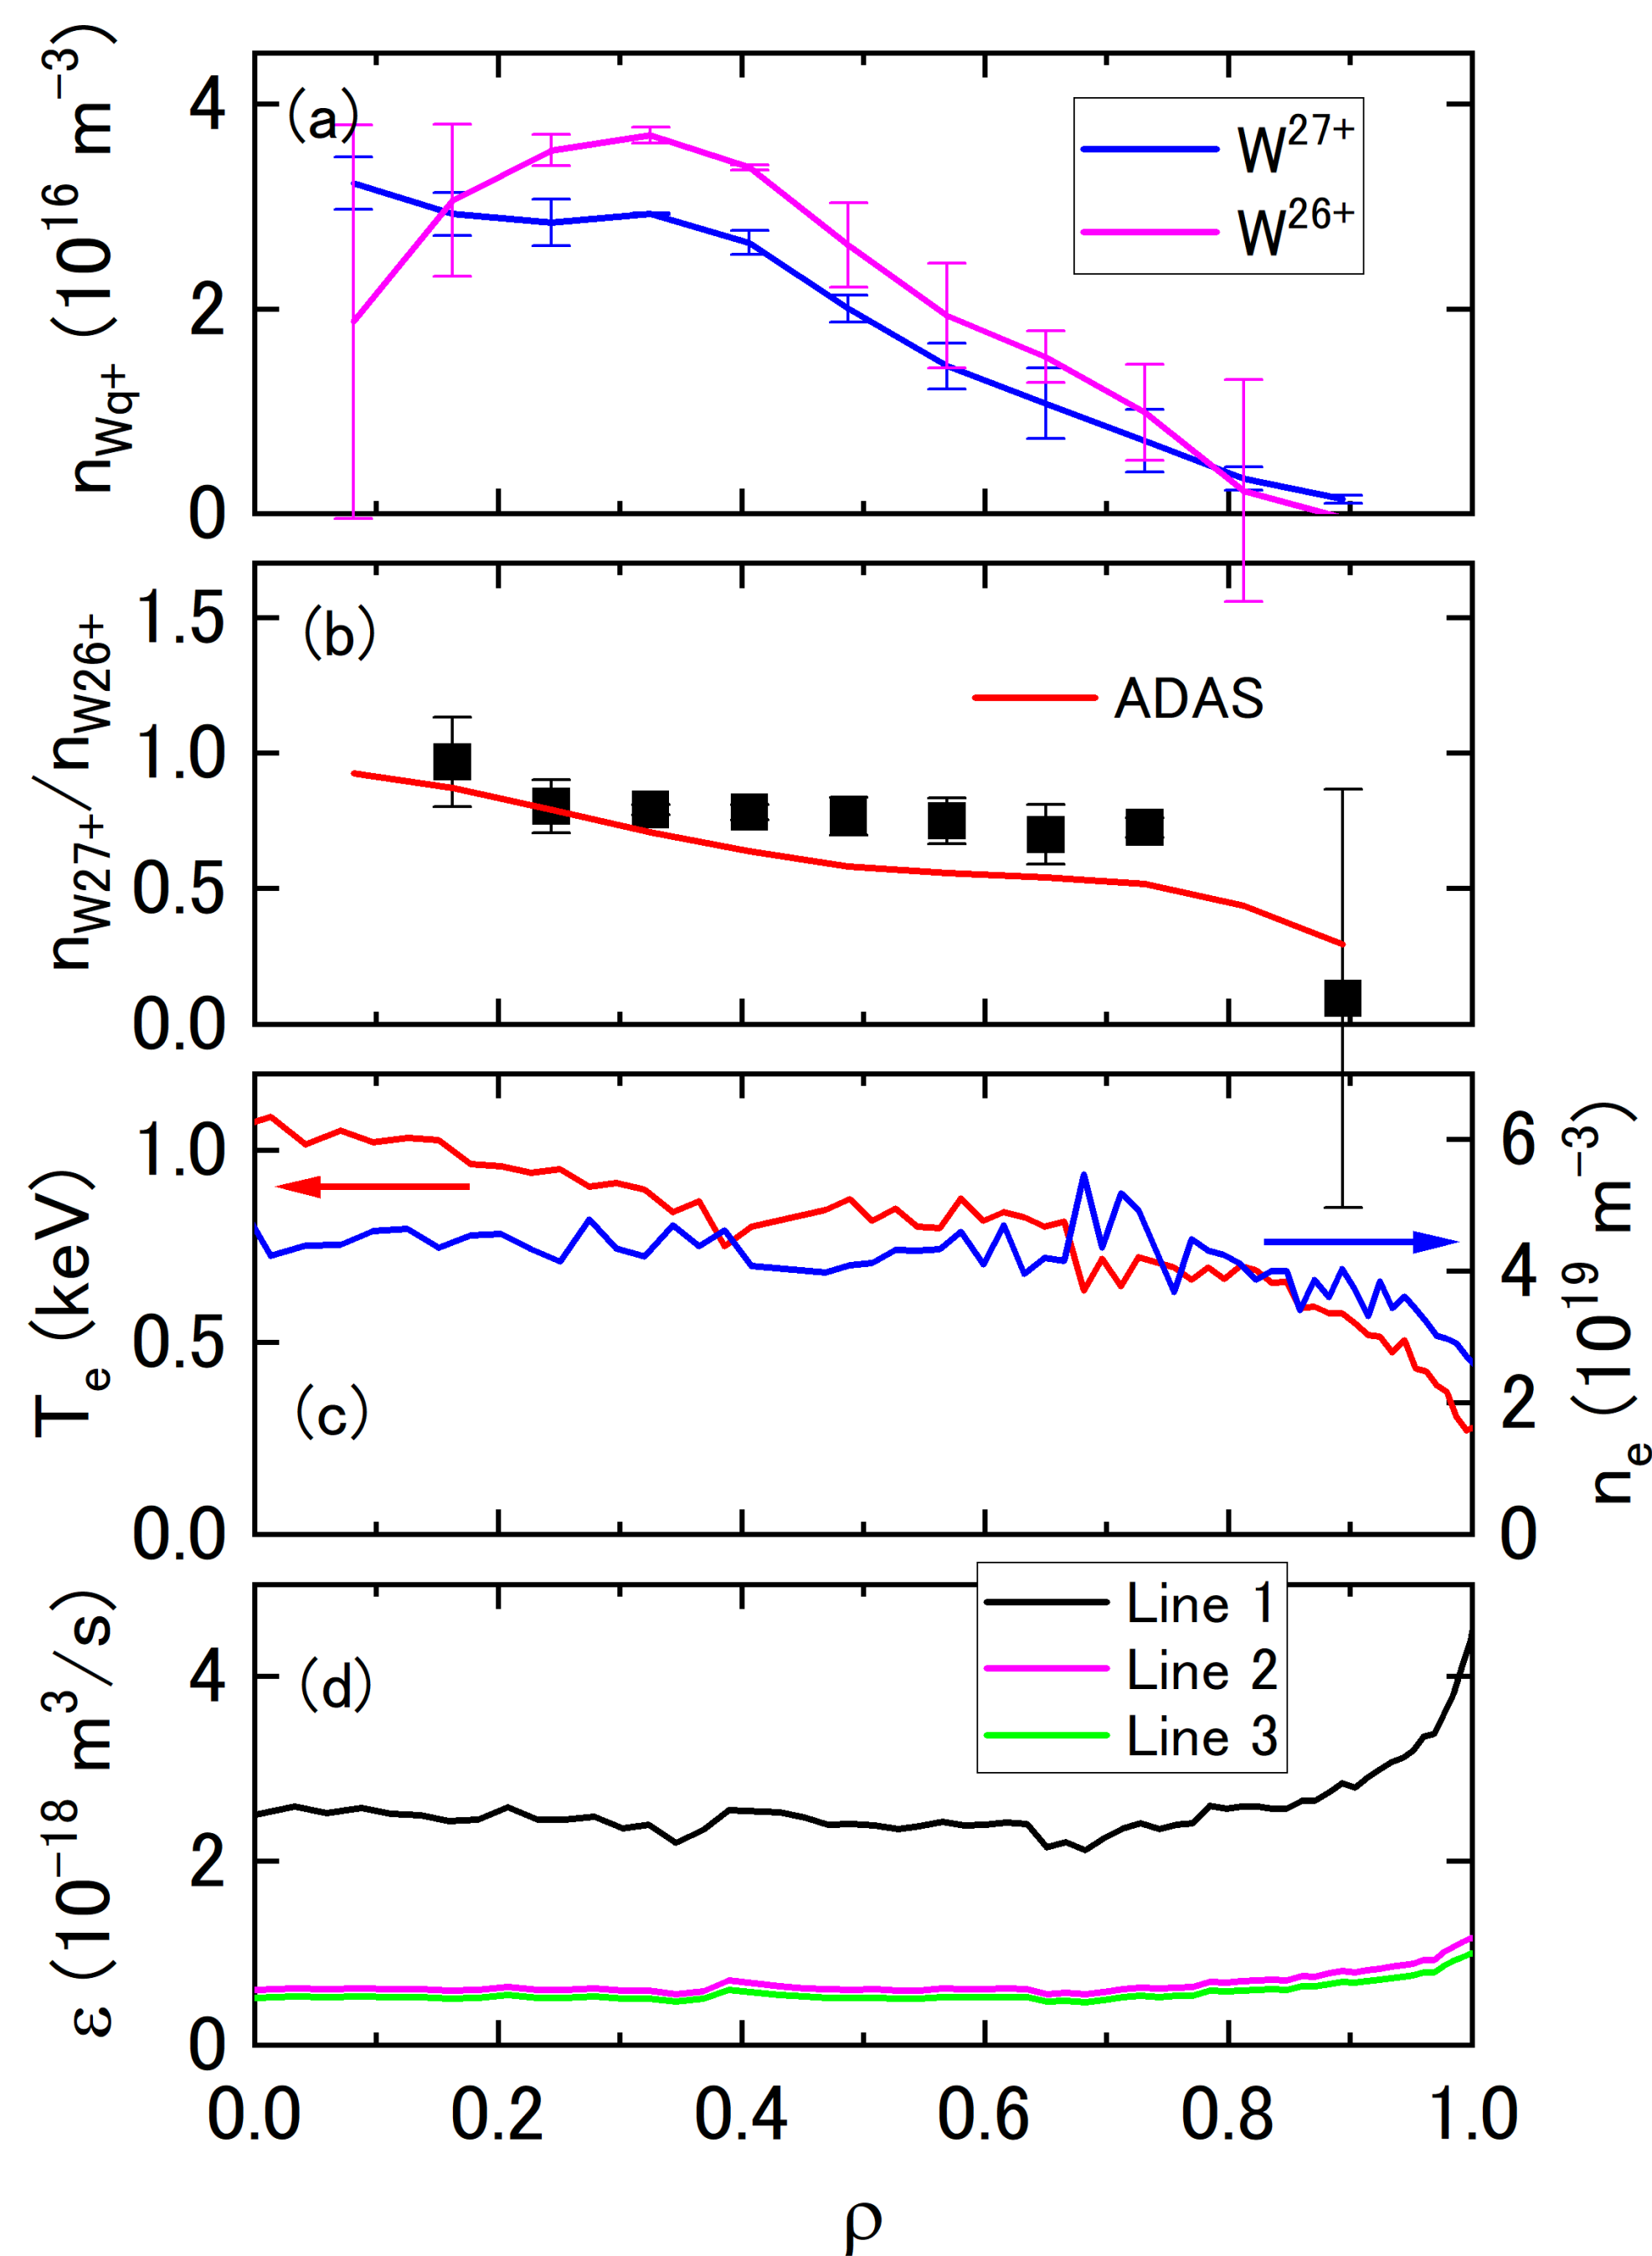 n_Wq+ (10^16 m^-3)
4
2
0
(a)
W^27+
W^26+
n_W27+/n_W26+
1.5
1.0
0.5
0.0
(b)
ADAS
T_e (keV)
1.0
0.5
0.0
(c)
6
4
2
0
n_e (10^19 m^-3)
ε (10^-18 m^3/s)
4
2
0
(d)
Line 1
Line 2
Line 3
0.0 0.2 0.4 0.6 0.8 1.0
ρ